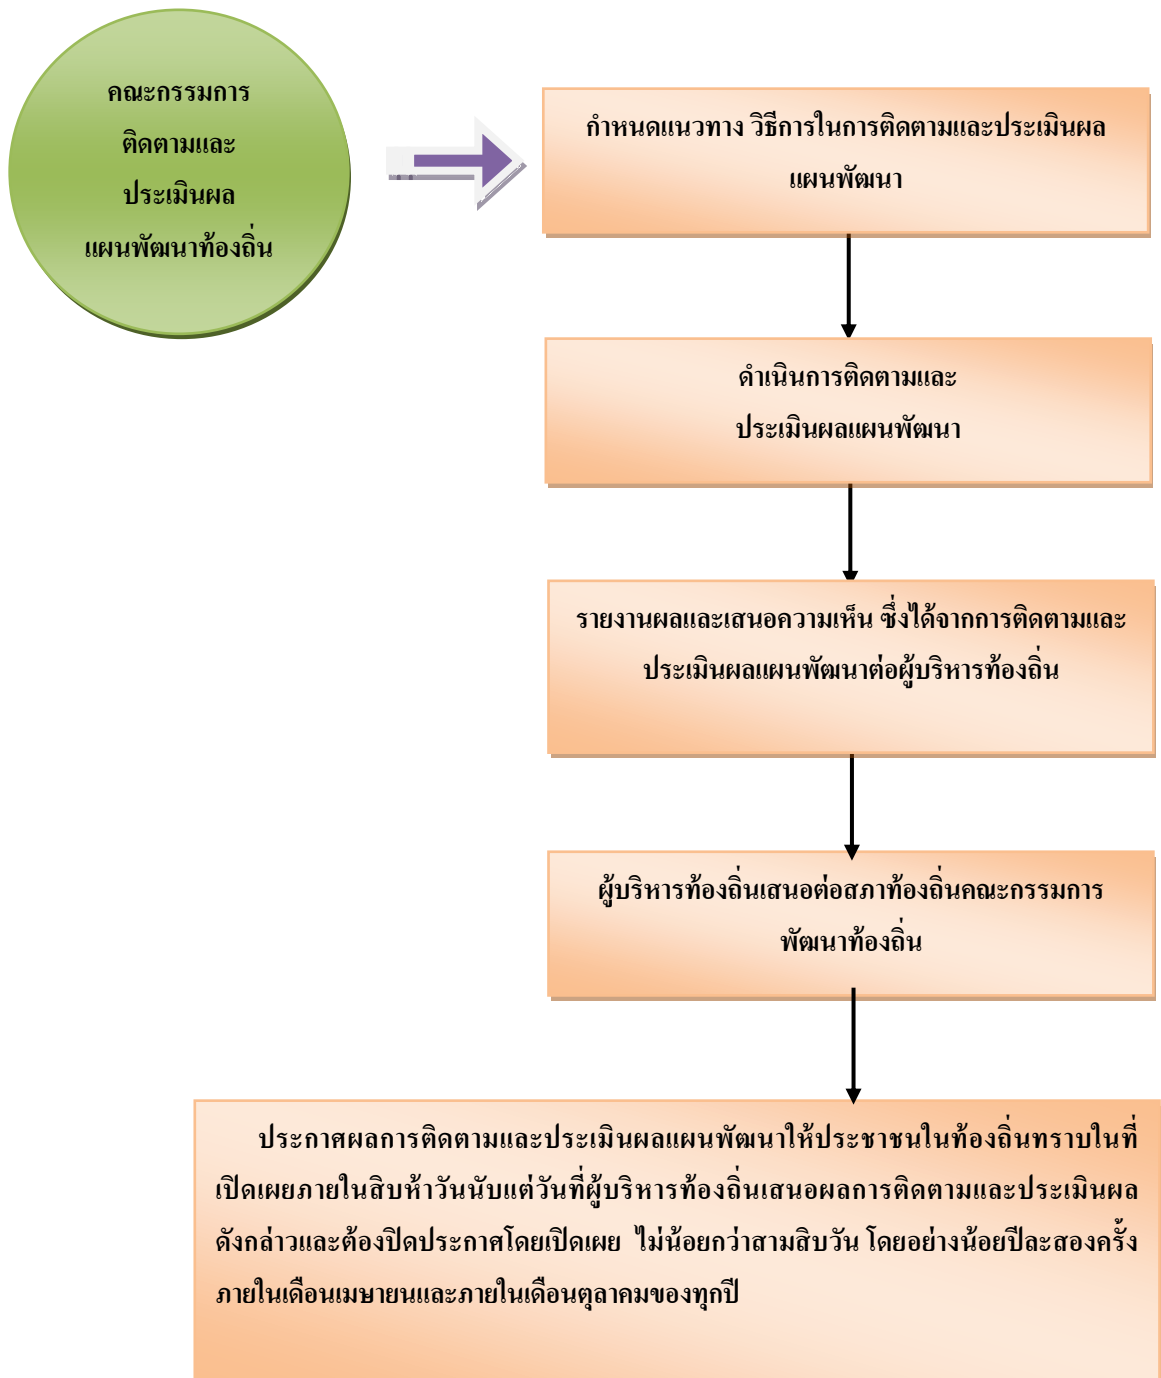 คณะกรรมการ
ติดตามและ
ประเมินผล
แผนพัฒนาท้องถิ่น
กำหนดแนวทาง วิธีการในการติดตามและประเมินผล
แผนพัฒนา
ดำเนินการติดตามและ
ประเมินผลแผนพัฒนา
รายงานผลและเสนอความเห็น ซึ่งได้จากการติดตามและ
ประเมินผลแผนพัฒนาต่อผู้บริหารท้องถิ่น
ผู้บริหารท้องถิ่นเสนอต่อสภาท้องถิ่นคณะกรรมการ
พัฒนาท้องถิ่น
ประกาศผลการติดตามและประเมินผลแผนพัฒนาให้ประชาชนในท้องถิ่นทราบในที่
เปิดเผยภายในสิบห้าวันนับแต่วันที่ผู้บริหารท้องถิ่นเสนอผลการติดตามและประเมินผล
ดังกล่าวและต้องปิดประกาศโดยเปิดเผย ไม่น้อยกว่าสามสิบวัน โดยอย่างน้อยปีละสองครั้ง
ภายในเดือนเมษายนและภายในเดือนตุลาคมของทุกปี